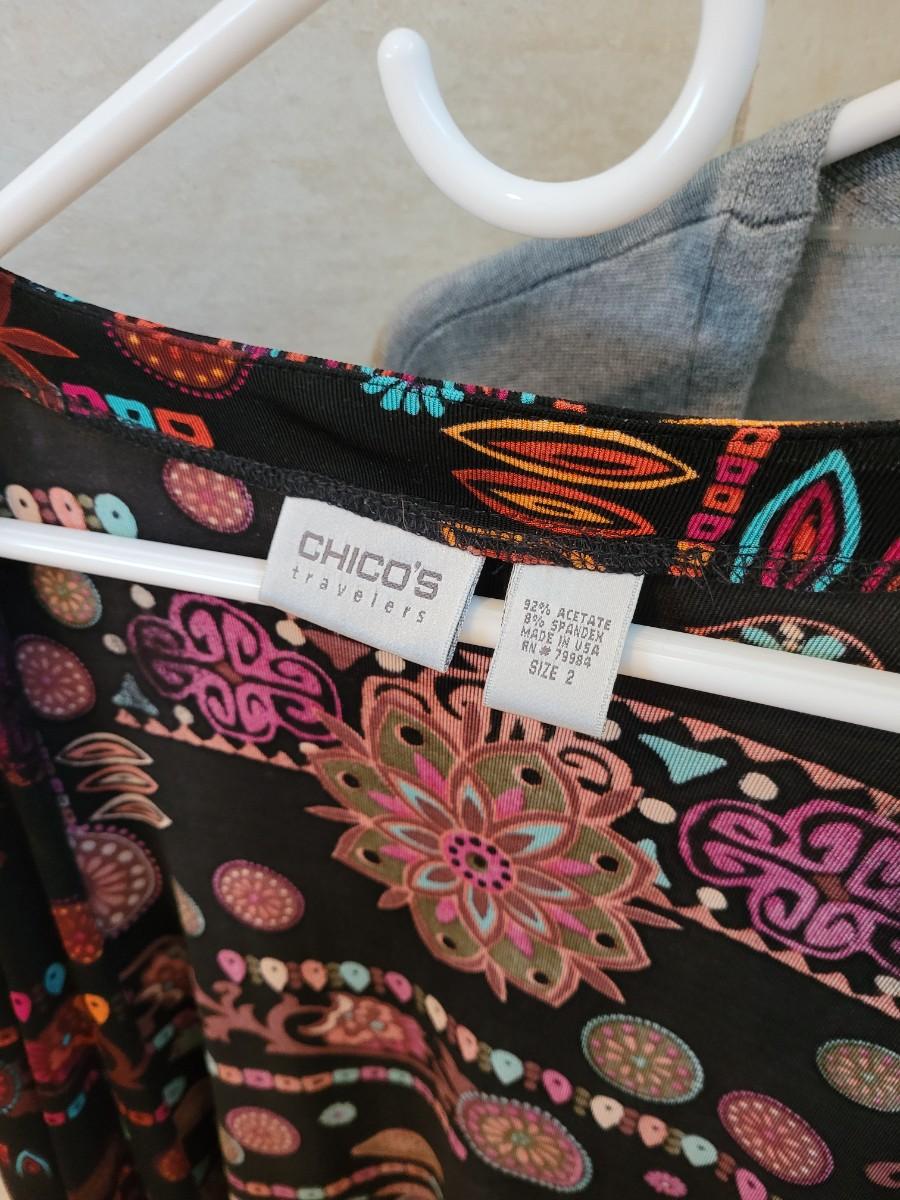 CHICO'S
travelers
92% ACETATE
8% SPANDEX
MADE IN USA
RN # 79984
SIZE 2